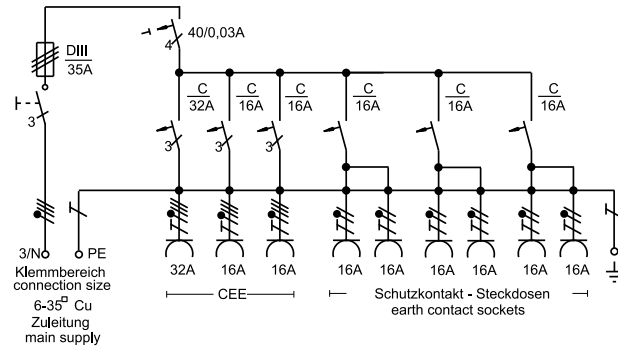 40/0,03A
4
DIII
35A
C C C C C C
32A 16A 16A 16A 16A 16A
3 3 3 3
3/N PE
32A 16A 16A 16A 16A 16A 16A 16A 16A
Klemmbereich
connection size
CEE
Schutzkontakt - Steckdosen
earth contact sockets
6-35□ Cu
Zuleitung
main supply